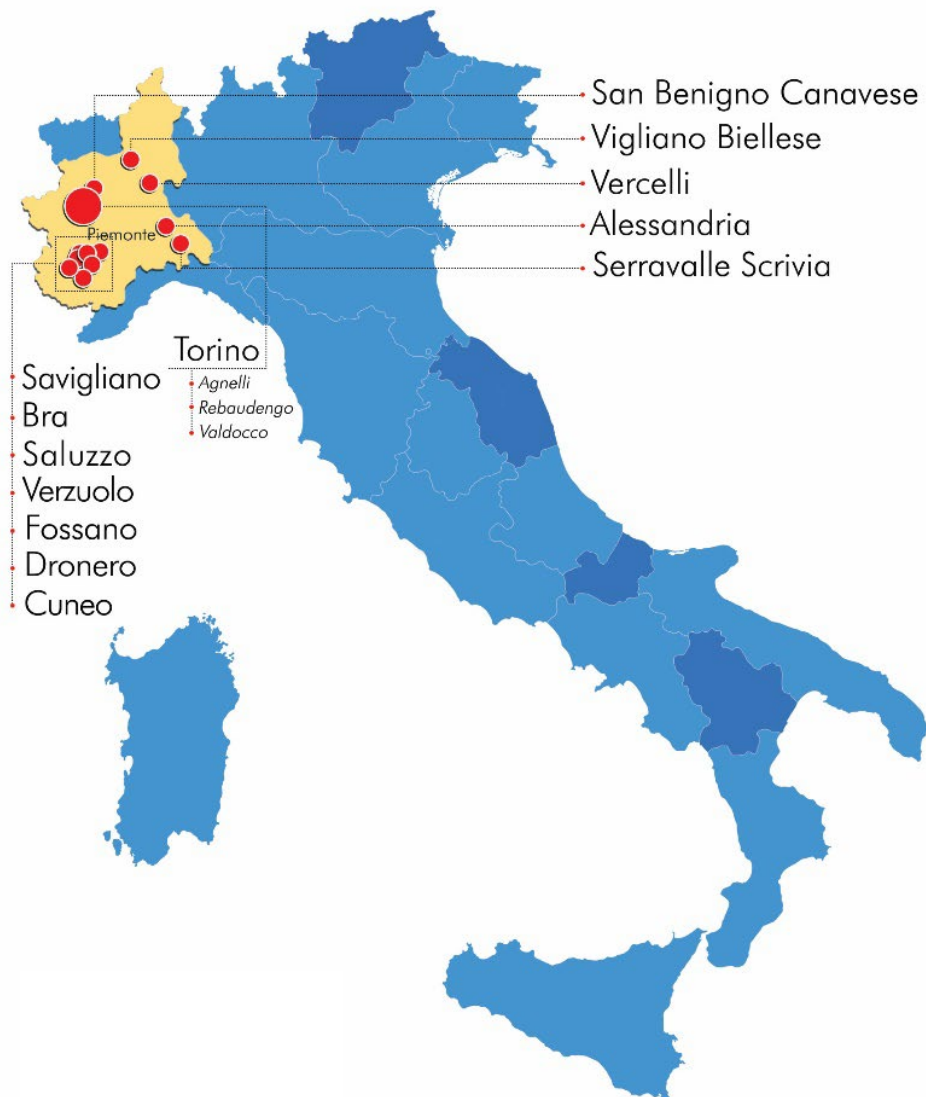 San Benigno Canavese
Vigliano Biellese
Vercelli
Alessandria
Serravalle Scrivia
Piemonte
Torino
Agnelli
Rebaudengo
Valdocco
Savigliano
Bra
Saluzzo
Verzuolo
Fossano
Dronero
Cuneo